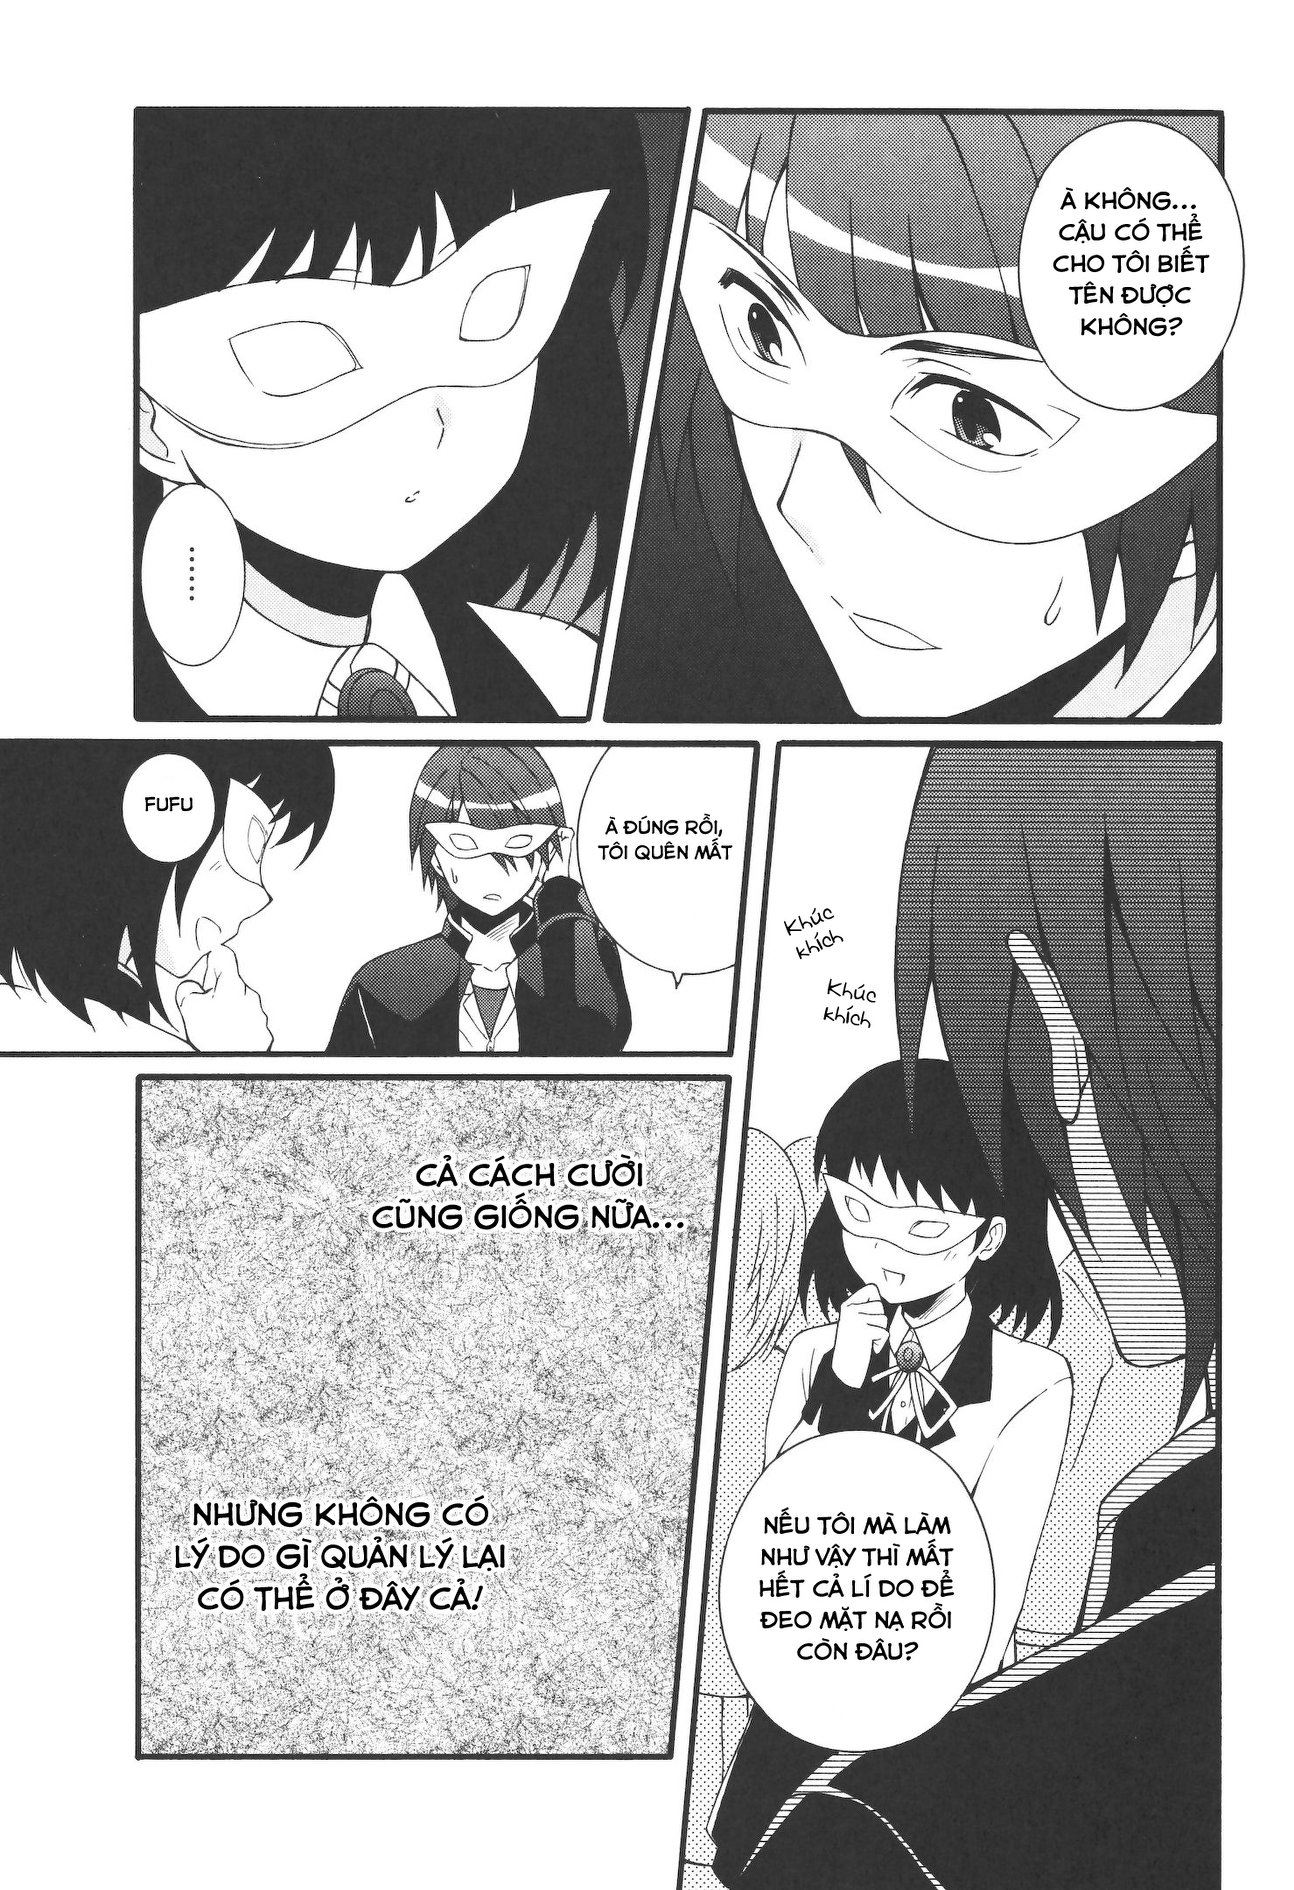 À KHÔNG...
CẬU CÓ THỂ
CHO TÔI BIẾT
TÊN ĐƯỢC
KHÔNG?
.........
Khúc
khích
Khúc
khích
NẾU TÔI MÀ LÀM
NHƯ VẬY THÌ MẤT
HẾT CẢ LÍ DO ĐỂ
ĐEO MẶT NẠ RỒI
CÒN ĐÂU?
À ĐÚNG RỒI,
TÔI QUÊN MẤT
FUFU
CẢ CÁCH CƯỜI
CŨNG GIỐNG NỮA...
NHƯNG KHÔNG CÓ
LÝ DO GÌ QUẢN LÝ LẠI
CÓ THỂ Ở ĐÂY CẢ!